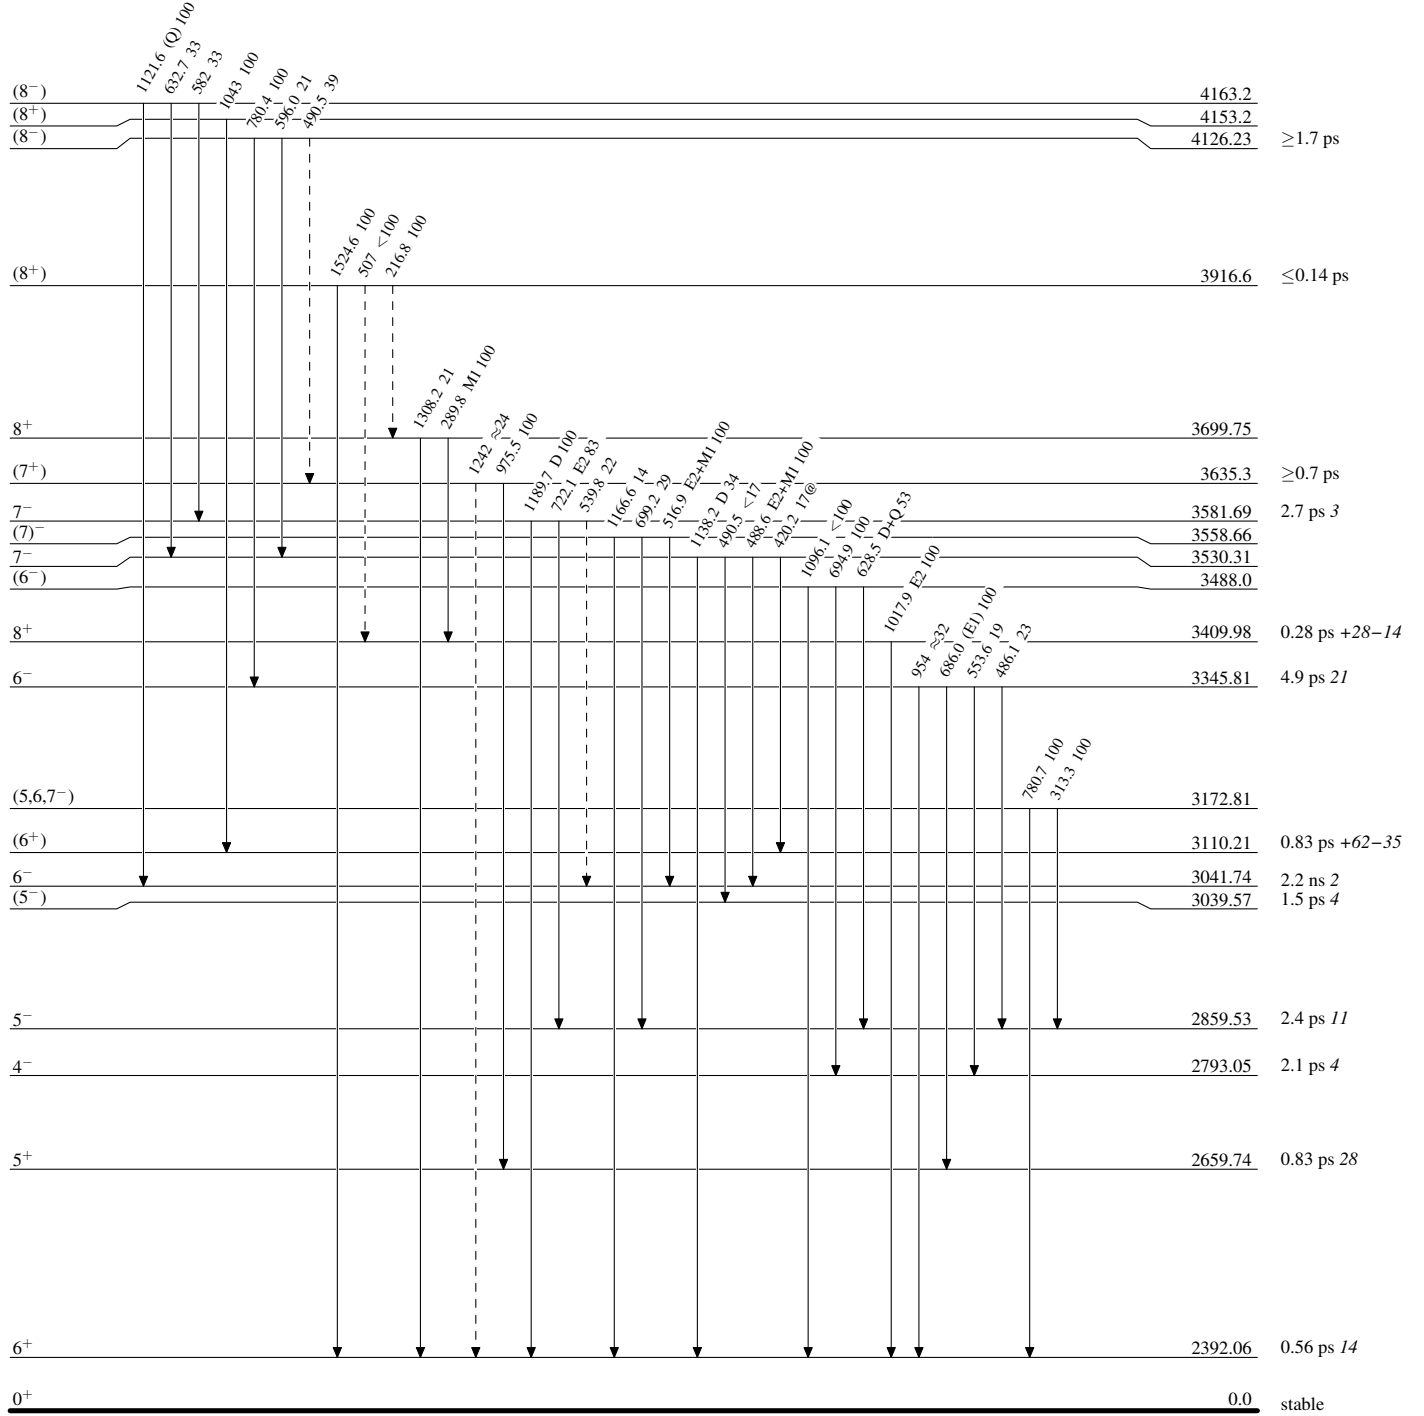 1121.6 (Q) 100
632.7 33
582 33
1043 100
780.4 100
596.0 21
490.5 39
(8⁻) 4163.2
(8⁺) 4153.2
(8⁻) 4126.23 ≥1.7 ps
1524.6 100
507 <100
216.8 100
(8⁺) 3916.6 ≤0.14 ps
1308.2 21
289.8 M1 100
8⁺ 3699.75
1242 ≈24
975.5 100
(7⁺) 3635.3 ≥0.7 ps
1189.7 D 100
722.1 E2 83
539.8 22
1166.6 14
699.2 29
516.9 E2+M1 100
1138.2 D 34
490.5 <17
488.6 E2+M1 100
420.2 17@
7⁻ 3581.69 2.7 ps 3
(7)⁻ 3558.66
7⁻ 3530.31
1096.1 <100
694.9 100
628.5 D+Q 53
(6⁻) 3488.0
1017.9 E2 100
8⁺ 3409.98 0.28 ps +28−14
954 ≈32
686.0 (E1) 100
553.6 19
486.1 23
6⁻ 3345.81 4.9 ps 21
780.7 100
313.3 100
(5,6,7⁻) 3172.81
(6⁺) 3110.21 0.83 ps +62−35
6⁻ 3041.74 2.2 ns 2
(5⁻) 3039.57 1.5 ps 4
5⁻ 2859.53 2.4 ps 11
4⁻ 2793.05 2.1 ps 4
5⁺ 2659.74 0.83 ps 28
6⁺ 2392.06 0.56 ps 14
0⁺ 0.0 stable